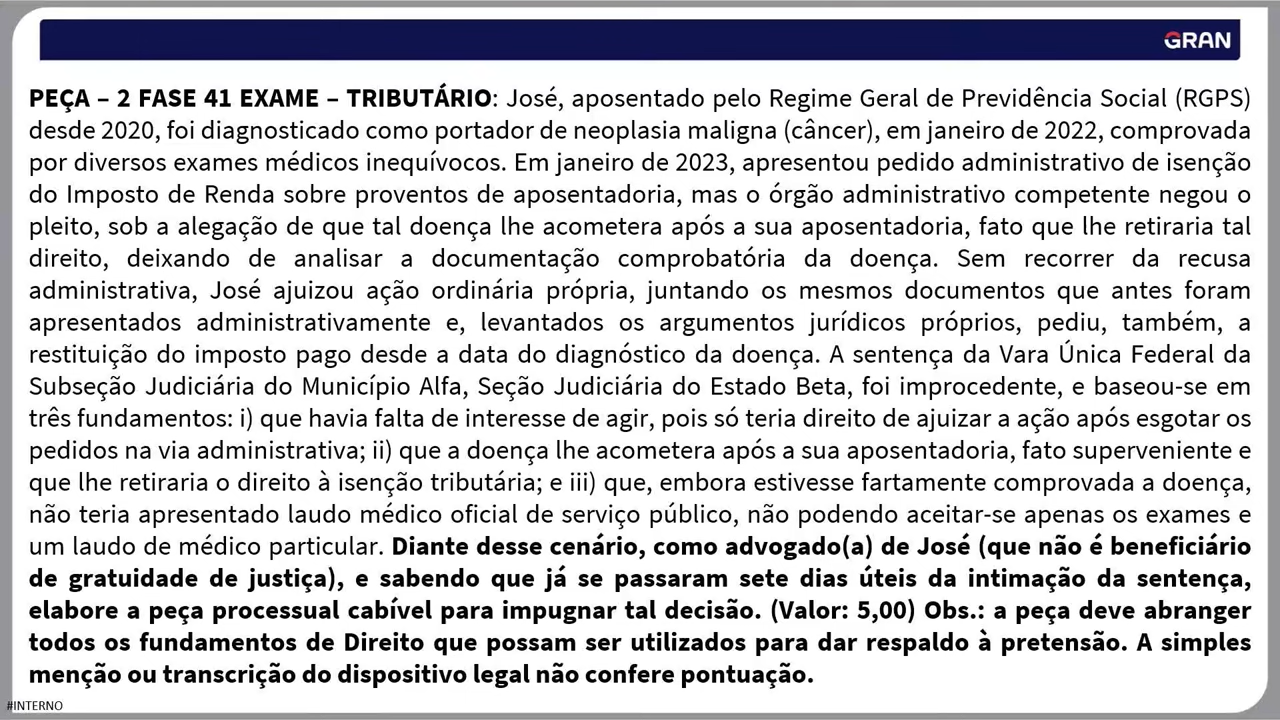 GRAN
PEÇA – 2 FASE 41 EXAME – TRIBUTÁRIO: José, aposentado pelo Regime Geral de Previdência Social (RGPS)
desde 2020, foi diagnosticado como portador de neoplasia maligna (câncer), em janeiro de 2022, comprovada
por diversos exames médicos inequívocos. Em janeiro de 2023, apresentou pedido administrativo de isenção
do Imposto de Renda sobre proventos de aposentadoria, mas o órgão administrativo competente negou o
pleito, sob a alegação de que tal doença lhe acometera após a sua aposentadoria, fato que lhe retiraria tal
direito, deixando de analisar a documentação comprobatória da doença. Sem recorrer da recusa
administrativa, José ajuizou ação ordinária própria, juntando os mesmos documentos que antes foram
apresentados administrativamente e, levantados os argumentos jurídicos próprios, pediu, também, a
restituição do imposto pago desde a data do diagnóstico da doença. A sentença da Vara Única Federal da
Subseção Judiciária do Município Alfa, Seção Judiciária do Estado Beta, foi improcedente, e baseou-se em
três fundamentos: i) que havia falta de interesse de agir, pois só teria direito de ajuizar a ação após esgotar os
pedidos na via administrativa; ii) que a doença lhe acometera após a sua aposentadoria, fato superveniente e
que lhe retiraria o direito à isenção tributária; e iii) que, embora estivesse fartamente comprovada a doença,
não teria apresentado laudo médico oficial de serviço público, não podendo aceitar-se apenas os exames e
um laudo de médico particular. Diante desse cenário, como advogado(a) de José (que não é beneficiário
de gratuidade de justiça), e sabendo que já se passaram sete dias úteis da intimação da sentença,
elabore a peça processual cabível para impugnar tal decisão. (Valor: 5,00) Obs.: a peça deve abranger
todos os fundamentos de Direito que possam ser utilizados para dar respaldo à pretensão. A simples
menção ou transcrição do dispositivo legal não confere pontuação.
#INTERNO